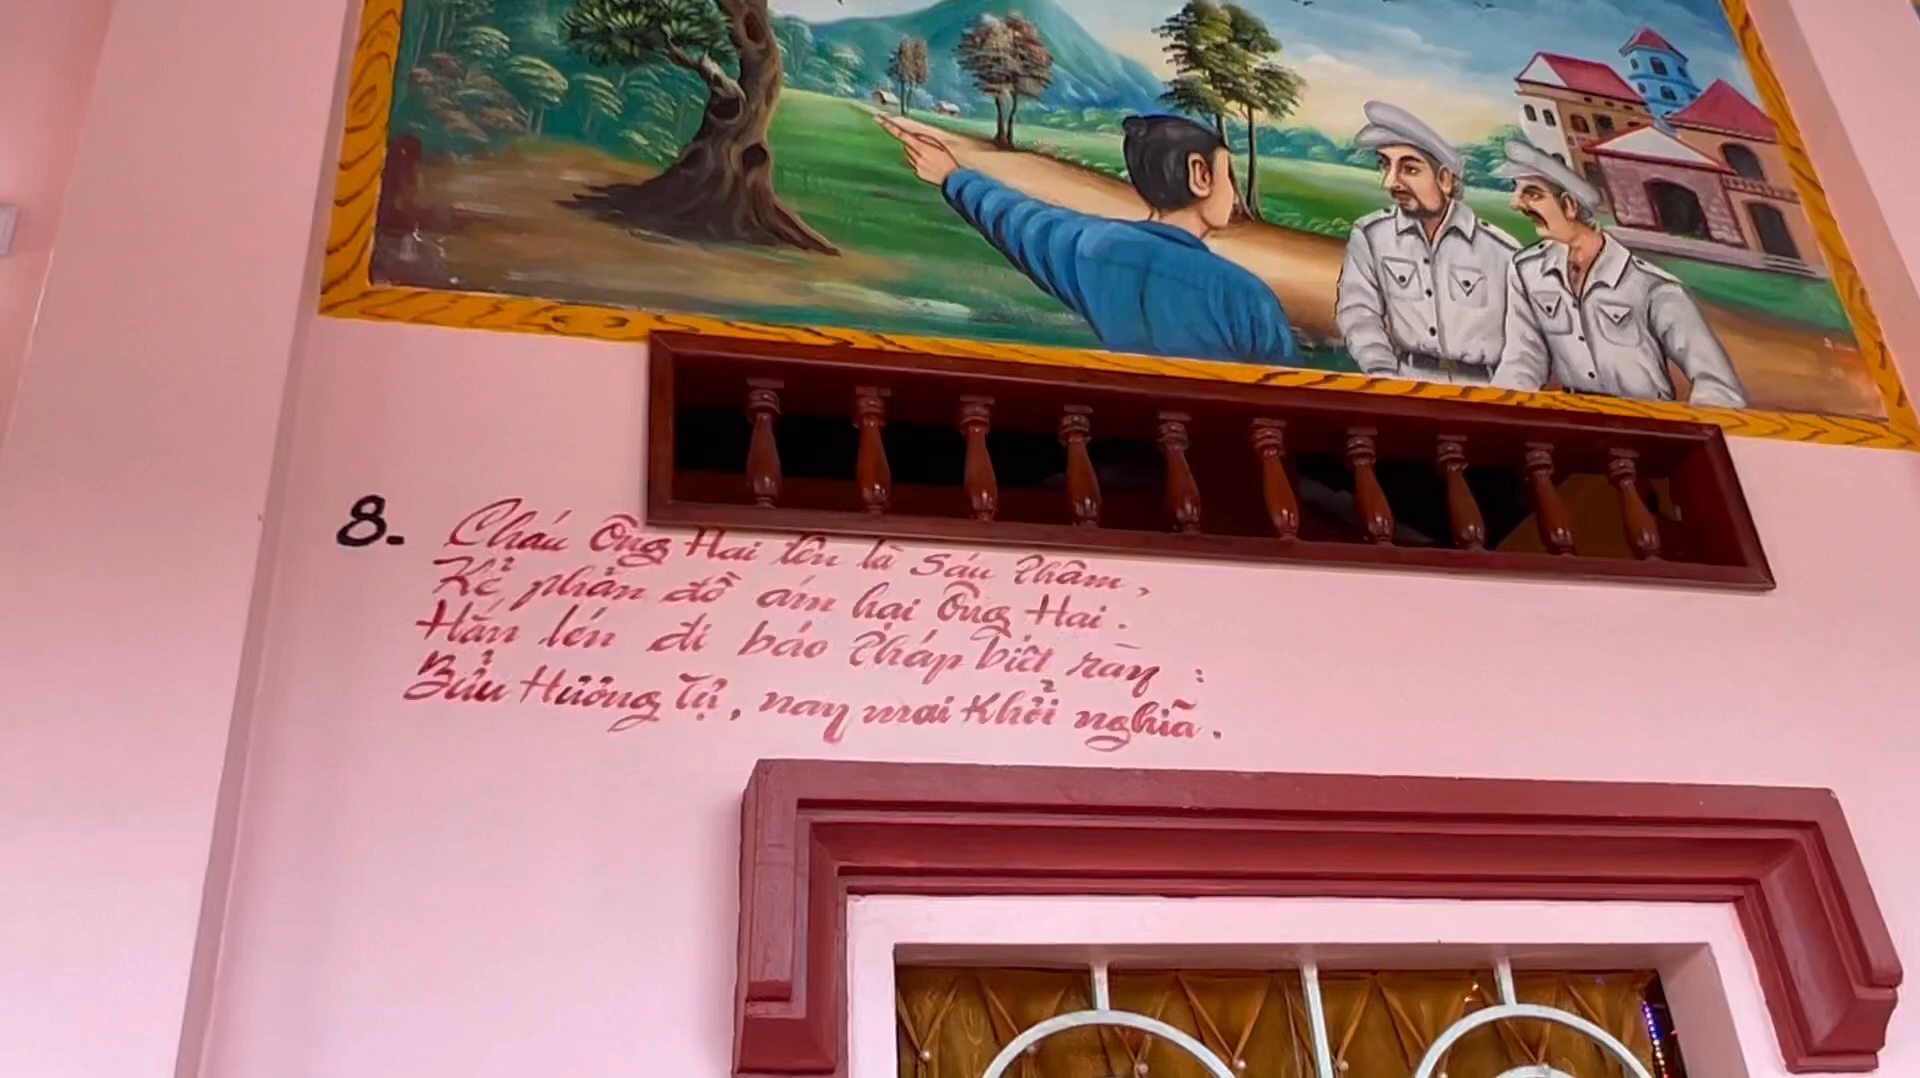 8. Cháu Ông Hai tên là Sáu Thâm,
Kẻ phản đồ ám hại Ông Hai.
Hắn lén đi báo Pháp biết rằng :
Bửu Hương Tự, nay mai Khởi nghĩa.